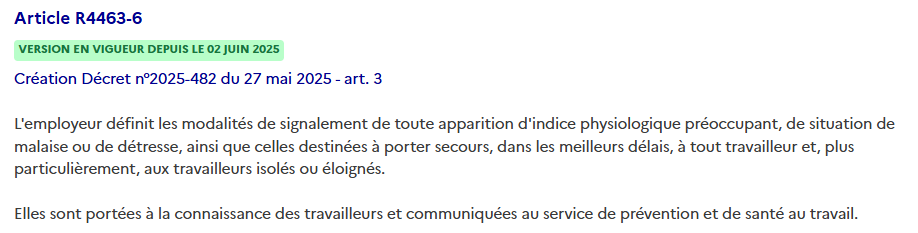 Article R4463-6
VERSION EN VIGUEUR DEPUIS LE 02 JUIN 2025
Création Décret n°2025-482 du 27 mai 2025 - art. 3
L'employeur définit les modalités de signalement de toute apparition d'indice physiologique préoccupant, de situation de
malaise ou de détresse, ainsi que celles destinées à porter secours, dans les meilleurs délais, à tout travailleur et, plus
particulièrement, aux travailleurs isolés ou éloignés.
Elles sont portées à la connaissance des travailleurs et communiquées au service de prévention et de santé au travail.